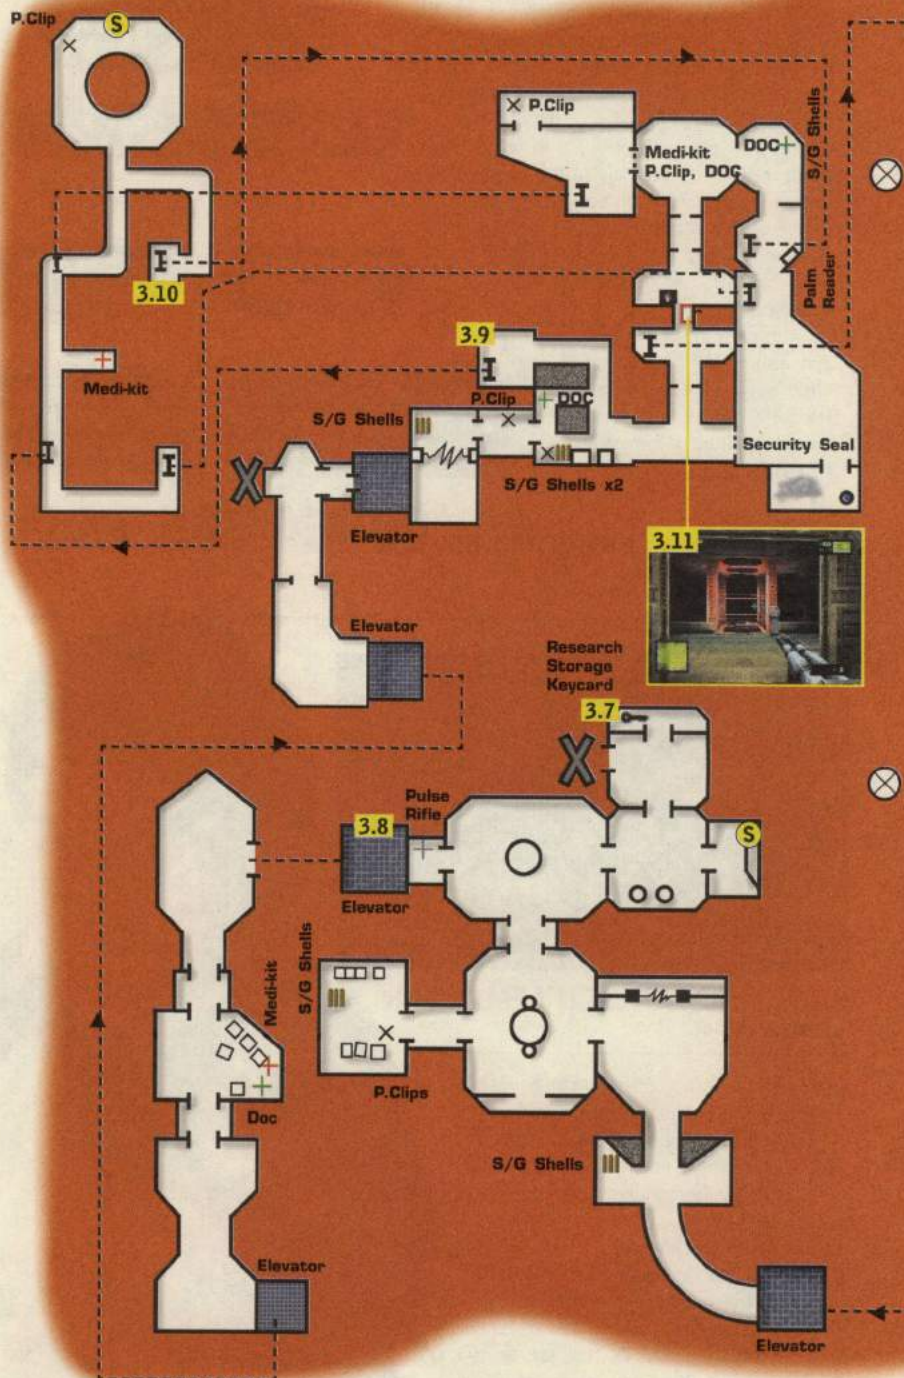 P.Clip
S
P.Clip
S/G Shells
Medi-kit
P.Clip, DOC
DOC
3.10
Palm
Reader
3.9
Medi-kit
P.Clip
DOC
S/G Shells
Security Seal
S/G Shells x2
Elevator
3.11
Elevator
Research
Storage
Keycard
3.7
Pulse
Rifle
3.8
S
Elevator
S/G Shells
Medi-kit
P.Clips
Doc
S/G Shells
Elevator
Elevator